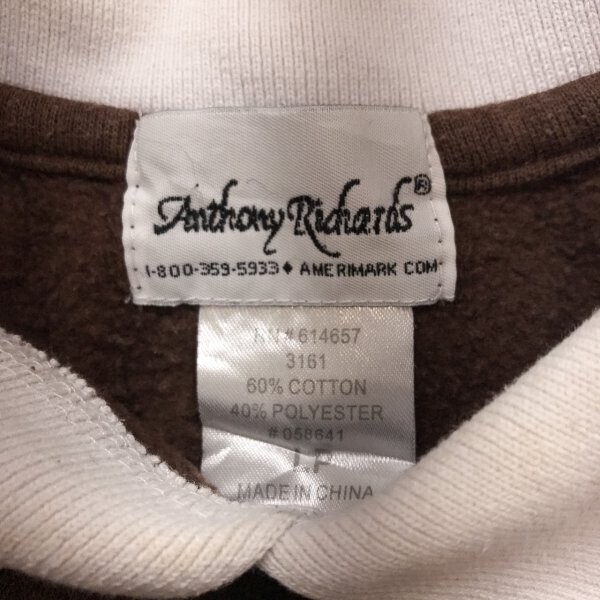 Anthony Richards®
1-800-359-5933♦ AMERIMARK COM
RN # 614657
3161
60% COTTON
40% POLYESTER
#058641
LP
MADE IN CHINA